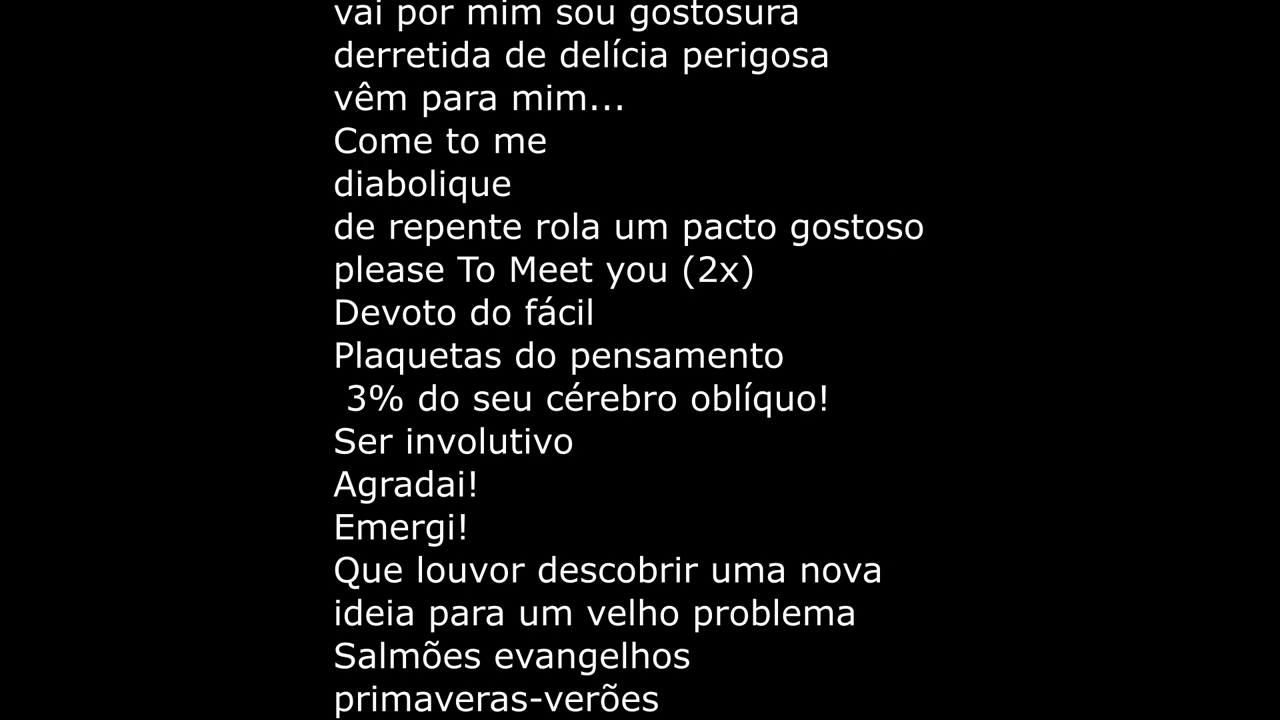 vai por mim sou gostosura
derretida de delícia perigosa
vêm para mim...
Come to me
diabolique
de repente rola um pacto gostoso
please To Meet you (2x)
Devoto do fácil
Plaquetas do pensamento
3% do seu cérebro oblíquo!
Ser involutivo
Agradai!
Emergi!
Que louvor descobrir uma nova
ideia para um velho problema
Salmões evangelhos
primaveras-verões